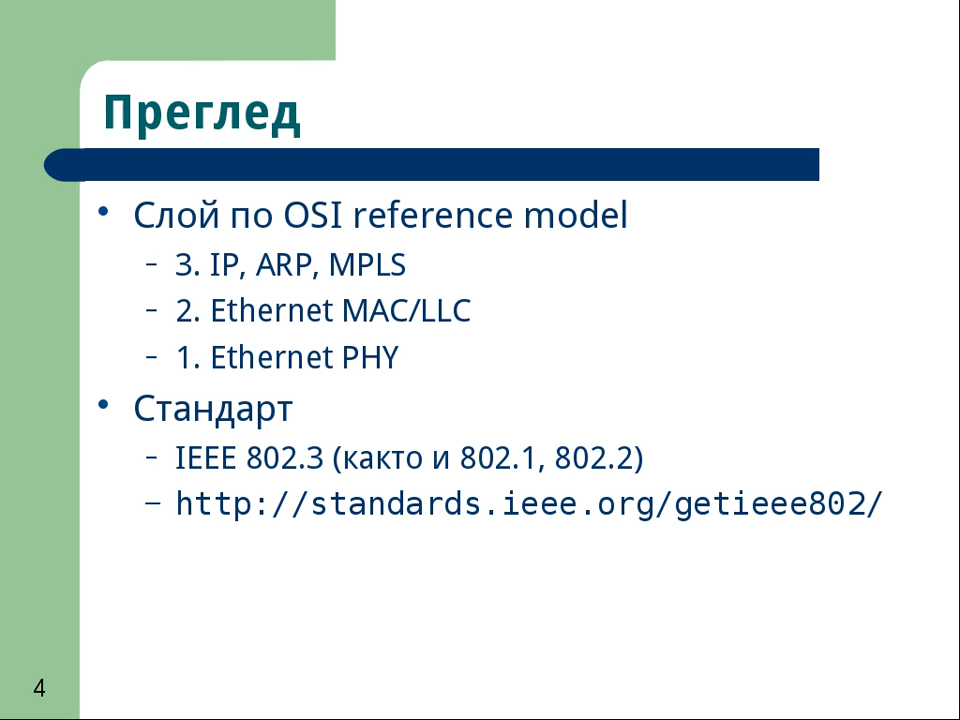 Преглед
• Слой по OSI reference model
– 3. IP, ARP, MPLS
– 2. Ethernet MAC/LLC
– 1. Ethernet PHY
• Стандарт
– IEEE 802.3 (както и 802.1, 802.2)
– http://standards.ieee.org/getieee802/
4